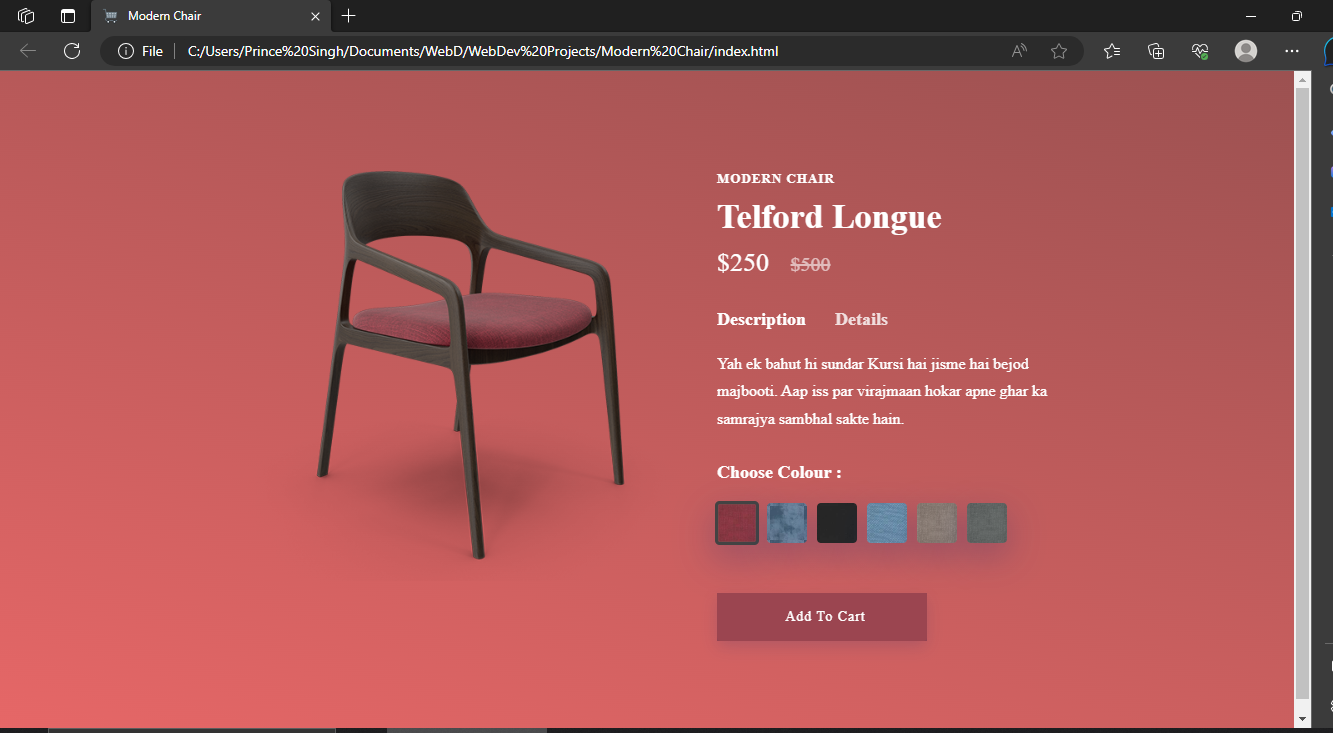 Modern Chair
File
C:/Users/Prince%20Singh/Documents/WebD/WebDev%20Projects/Modern%20Chair/index.html
MODERN CHAIR
Telford Longue
$250 $500
Description Details
Yah ek bahut hi sundar Kursi hai jisme hai bejod
majbooti. Aap iss par virajmaan hokar apne ghar ka
samrajya sambhal sakte hain.
Choose Colour :
Add To Cart